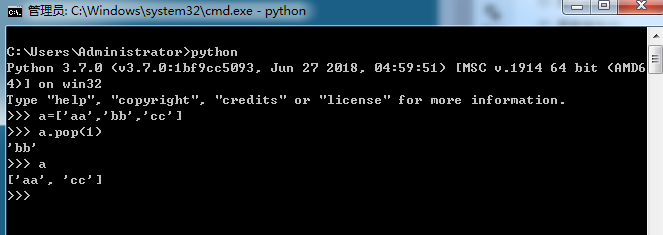 管理员: C:\Windows\system32\cmd.exe - python
C:\Users\Administrator>python
Python 3.7.0 (v3.7.0:1bf9cc5093, Jun 27 2018, 04:59:51) [MSC v.1914 64 bit (AMD6
4)] on win32
Type "help", "copyright", "credits" or "license" for more information.
>>> a=['aa','bb','cc']
>>> a.pop(1)
'bb'
>>> a
['aa', 'cc']
>>>